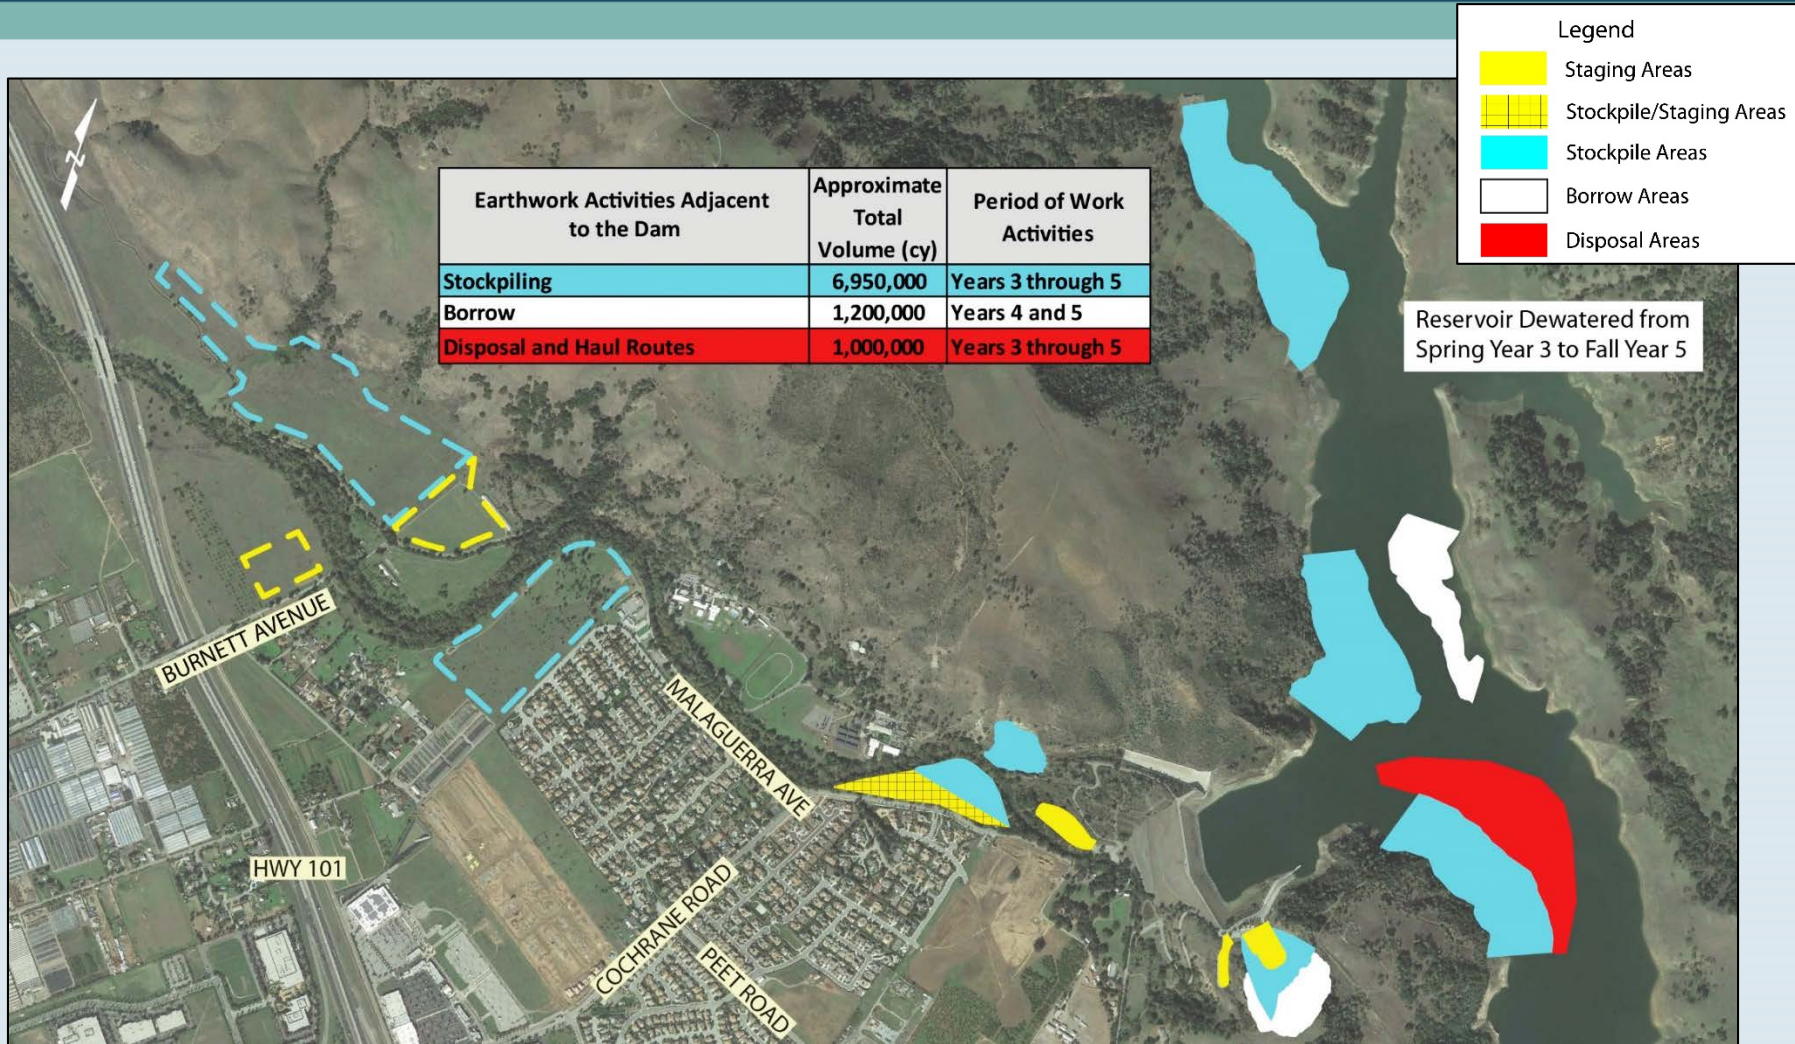 Legend
Staging Areas
Stockpile/Staging Areas
Stockpile Areas
Borrow Areas
Disposal Areas
N
Earthwork Activities Adjacent
to the Dam
Approximate
Total
Volume (cy)
Period of Work
Activities
Stockpiling 6,950,000 Years 3 through 5
Borrow 1,200,000 Years 4 and 5
Disposal and Haul Routes 1,000,000 Years 3 through 5
Reservoir Dewatered from
Spring Year 3 to Fall Year 5
BURNETT AVENUE
MALAGUERRA AVE
HWY 101
COCHRANE ROAD
PEET ROAD